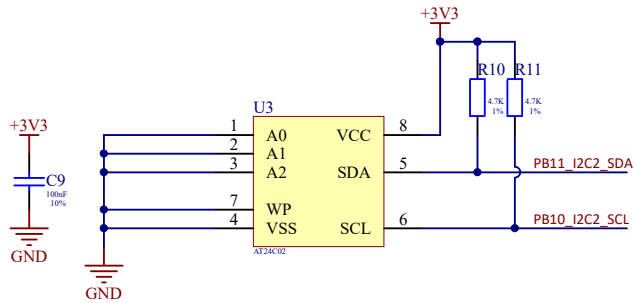 +3V3
R10
R11
4.7K
1%
4.7K
1%
U3
1
A0
VCC
8
2
A1
3
A2
SDA
5
PB11_I2C2_SDA
7
WP
4
VSS
SCL
6
PB10_I2C2_SCL
AT24C02
GND
+3V3
C9
100nF
10%
GND